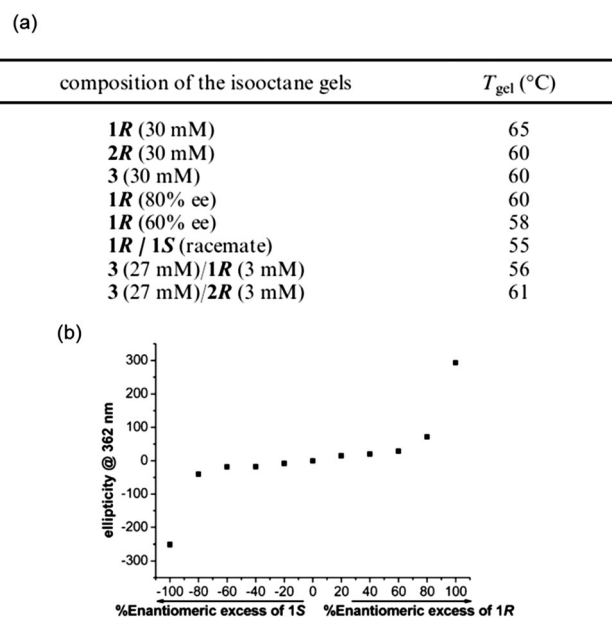 (a)
composition of the isooctane gels T_gel (°C)
1R (30 mM) 65
2R (30 mM) 60
3 (30 mM) 60
1R (80% ee) 60
1R (60% ee) 58
1R / 1S (racemate) 55
3 (27 mM)/1R (3 mM) 56
3 (27 mM)/2R (3 mM) 61
(b)
ellipticity @ 362 nm
300
200
100
0
-100
-200
-300
-100 -80 -60 -40 -20 0 20 40 60 80 100
%Enantiomeric excess of 1S %Enantiomeric excess of 1R